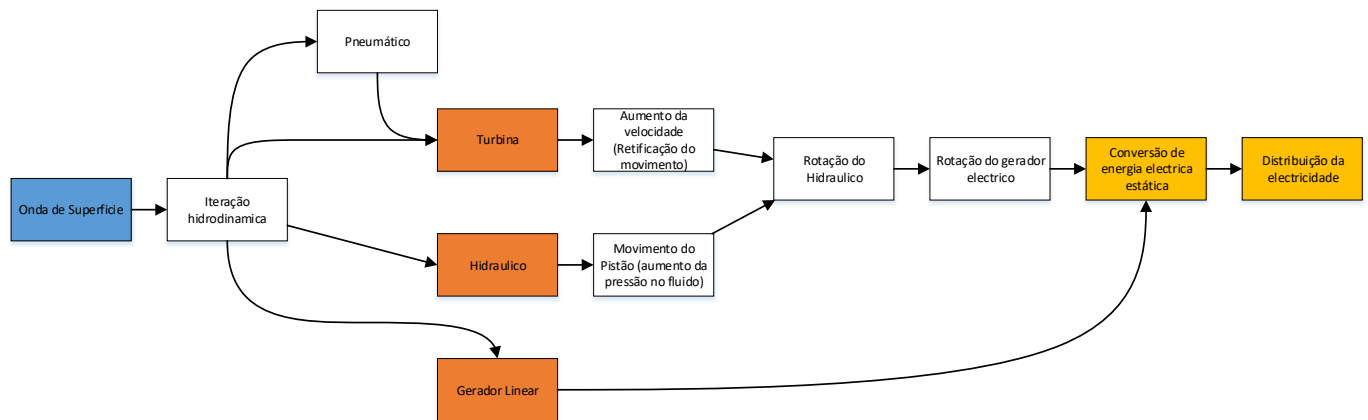 Pneumático
Turbina
Aumento da
velocidade
(Retificação do
movimento)
Rotação do
Hidraulico
Rotação do gerador
electrico
Conversão de
energia electrica
estática
Distribuição da
electricidade
Onda de Superficie
Iteração
hidrodinamica
Hidraulico
Movimento do
Pistão (aumento da
pressão no fluido)
Gerador Linear